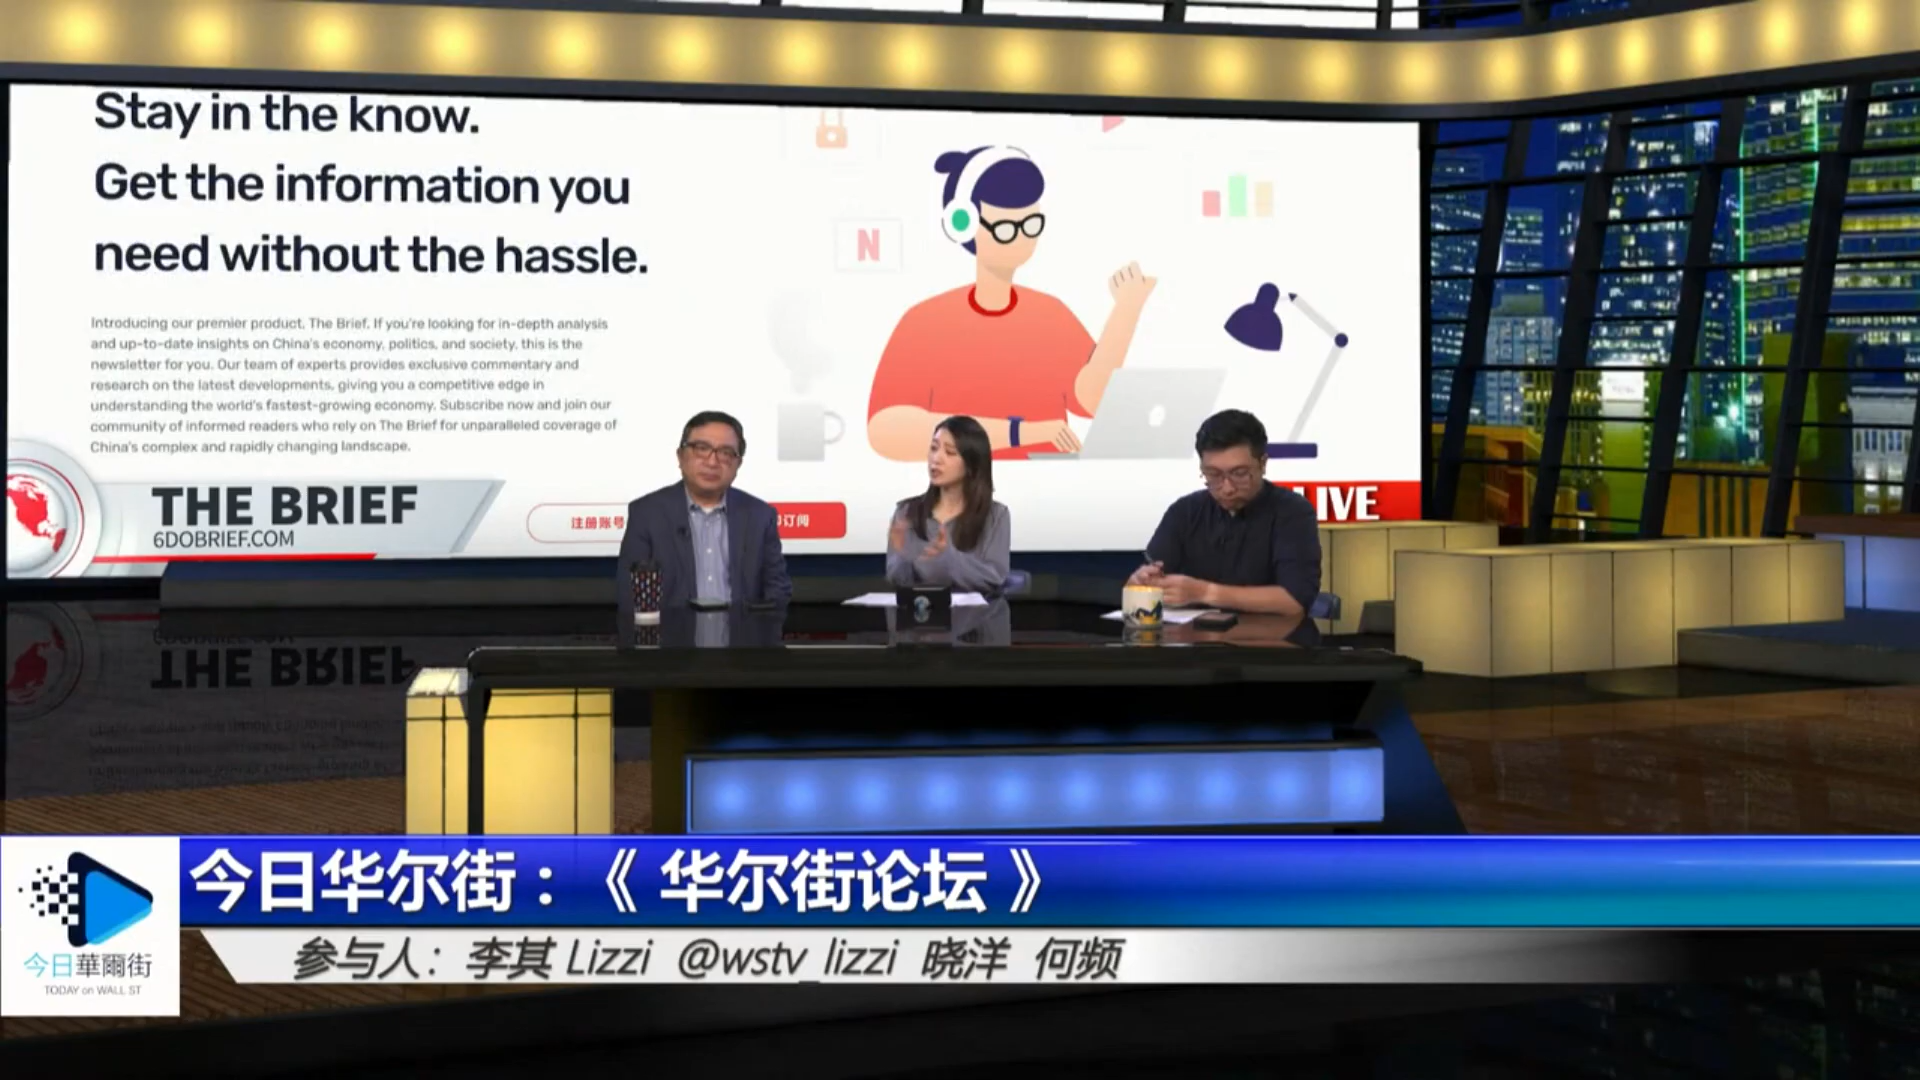 Stay in the know.
Get the information you
need without the hassle.
N
Introducing our premier product, The Brief. If you're looking for in-depth analysis
and up-to-date insights on China's economy, politics, and society, this is the
newsletter for you. Our team of experts provides exclusive commentary and
research on the latest developments, giving you a competitive edge in
understanding the world's fastest-growing economy. Subscribe now and join our
community of informed readers who rely on The Brief for unparalleled coverage of
China's complex and rapidly changing landscape.
THE BRIEF
6DOBRIEF.COM
注册账号
订阅
LIVE
今日华尔街：《 华尔街论坛 》
参与人：李其 Lizzi @wstv_lizzi 晓洋 何频
今日華爾街
TODAY on WALL ST